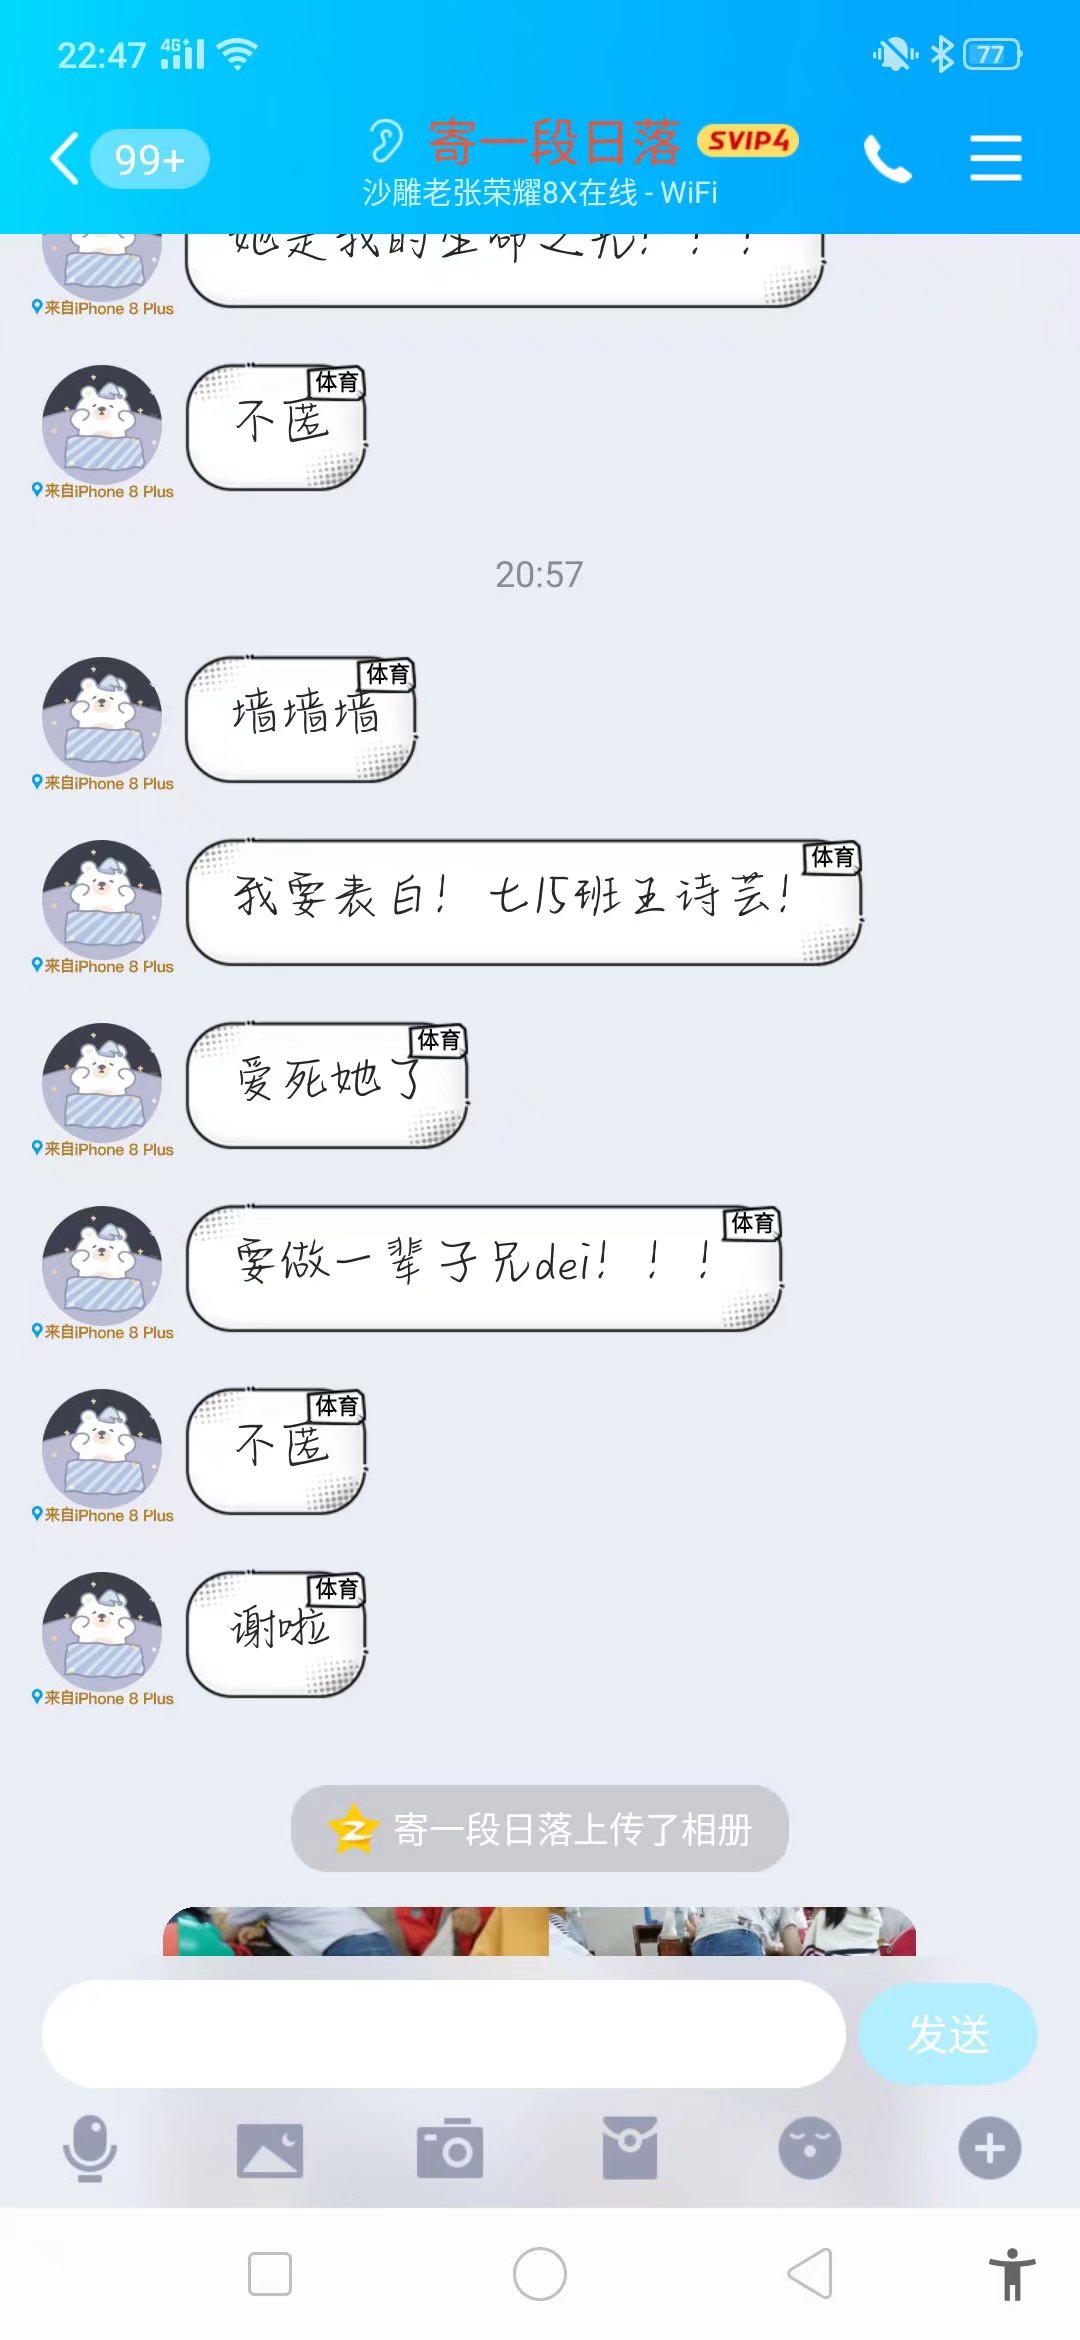 22:47 4G+ 77
99+ 寄一段日落 SVIP4
沙雕老张荣耀8X在线 - WiFi
她是我的生命之光！！！
来自iPhone 8 Plus
体育
不匿
来自iPhone 8 Plus
20:57
体育
墙墙墙
来自iPhone 8 Plus
体育
我要表白！七15班王诗芸！
来自iPhone 8 Plus
体育
爱死她了
来自iPhone 8 Plus
体育
要做一辈子兄dei！！！
来自iPhone 8 Plus
体育
不匿
来自iPhone 8 Plus
体育
谢啦
来自iPhone 8 Plus
寄一段日落上传了相册
发送